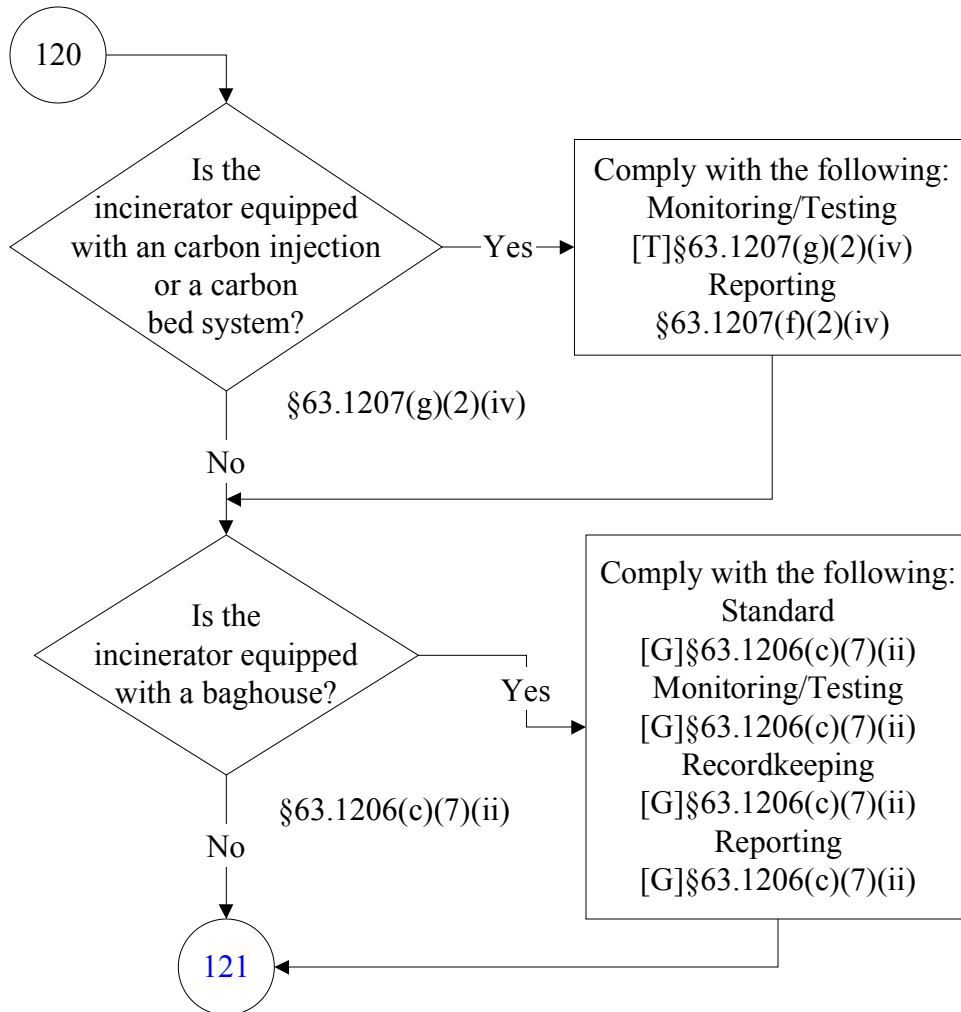 120
Is the
incinerator equipped
with an carbon injection
or a carbon
bed system?
Yes
Comply with the following:
Monitoring/Testing
[T]§63.1207(g)(2)(iv)
Reporting
§63.1207(f)(2)(iv)
§63.1207(g)(2)(iv)
No
Is the
incinerator equipped
with a baghouse?
Yes
Comply with the following:
Standard
[G]§63.1206(c)(7)(ii)
Monitoring/Testing
[G]§63.1206(c)(7)(ii)
Recordkeeping
[G]§63.1206(c)(7)(ii)
Reporting
[G]§63.1206(c)(7)(ii)
§63.1206(c)(7)(ii)
No
121